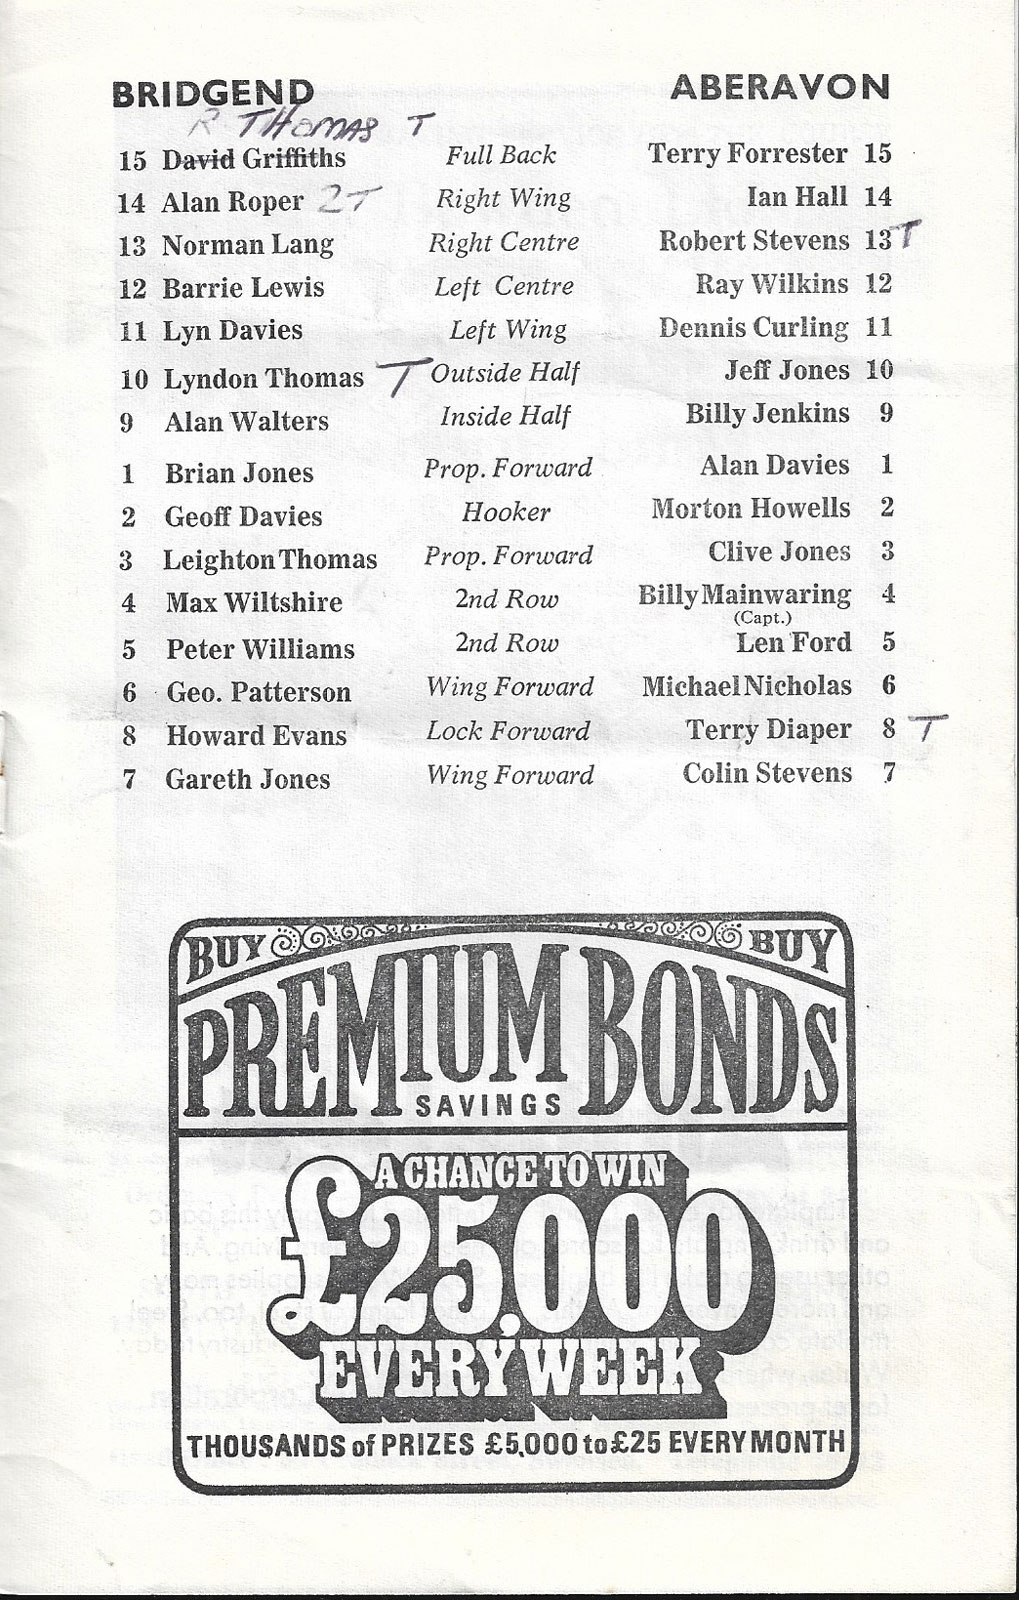 BRIDGEND ABERAVON
R. THOMAS T
15 David Griffiths Full Back Terry Forrester 15
14 Alan Roper 2T Right Wing Ian Hall 14
13 Norman Lang Right Centre Robert Stevens 13 T
12 Barrie Lewis Left Centre Ray Wilkins 12
11 Lyn Davies Left Wing Dennis Curling 11
10 Lyndon Thomas T Outside Half Jeff Jones 10
9 Alan Walters Inside Half Billy Jenkins 9
1 Brian Jones Prop. Forward Alan Davies 1
2 Geoff Davies Hooker Morton Howells 2
3 Leighton Thomas Prop. Forward Clive Jones 3
4 Max Wiltshire 2nd Row Billy Mainwaring 4
(Capt.)
5 Peter Williams 2nd Row Len Ford 5
6 Geo. Patterson Wing Forward Michael Nicholas 6
8 Howard Evans Lock Forward Terry Diaper 8 T
7 Gareth Jones Wing Forward Colin Stevens 7
BUY BUY
PREMIUM BONDS
SAVINGS
A CHANCE TO WIN
£25,000
EVERY WEEK
THOUSANDS of PRIZES £5,000 to £25 EVERY MONTH